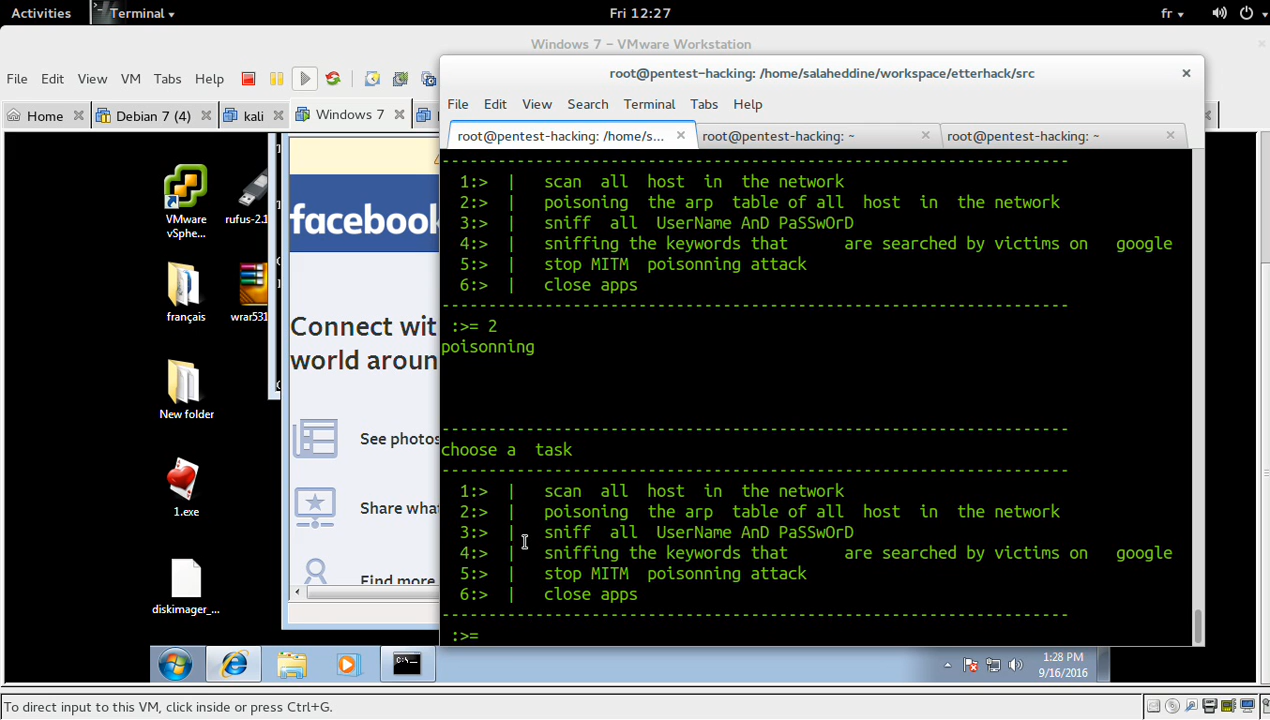 Activities Terminal Fri 12:27 fr
Windows 7 - VMware Workstation
File Edit View VM Tabs Help
Home Debian 7 (4) kali Windows 7
VMware vSphe...
rufus-2.1
français
wrar531
New folder
1.exe
diskimager_...
facebook
Connect wit
world aroun
See photos
Share wha
Find more
root@pentest-hacking: /home/salaheddine/workspace/etterhack/src
File Edit View Search Terminal Tabs Help
root@pentest-hacking: /home/s... root@pentest-hacking: ~ root@pentest-hacking: ~
-------------------------------------------------------------------
1:> | scan all host in the network
2:> | poisoning the arp table of all host in the network
3:> | sniff all UserName AnD PaSSwOrD
4:> | sniffing the keywords that are searched by victims on google
5:> | stop MITM poisonning attack
6:> | close apps
-------------------------------------------------------------------
:>= 2
poisonning
-------------------------------------------------------------------
choose a task
-------------------------------------------------------------------
1:> | scan all host in the network
2:> | poisoning the arp table of all host in the network
3:> | sniff all UserName AnD PaSSwOrD
4:> | sniffing the keywords that are searched by victims on google
5:> | stop MITM poisonning attack
6:> | close apps
-------------------------------------------------------------------
:>=
C:\.
1:28 PM
9/16/2016
To direct input to this VM, click inside or press Ctrl+G.